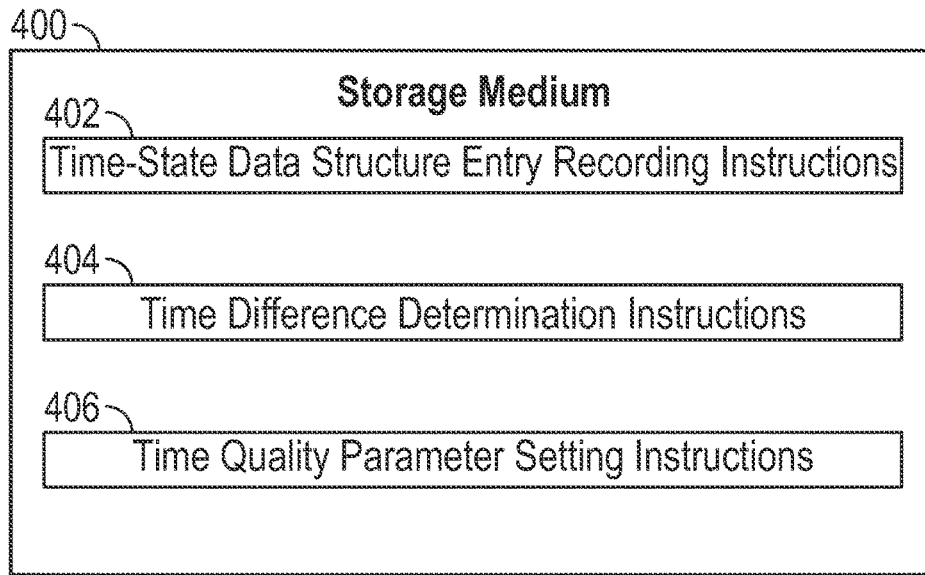 400
Storage Medium
402
Time-State Data Structure Entry Recording Instructions
404
Time Difference Determination Instructions
406
Time Quality Parameter Setting Instructions